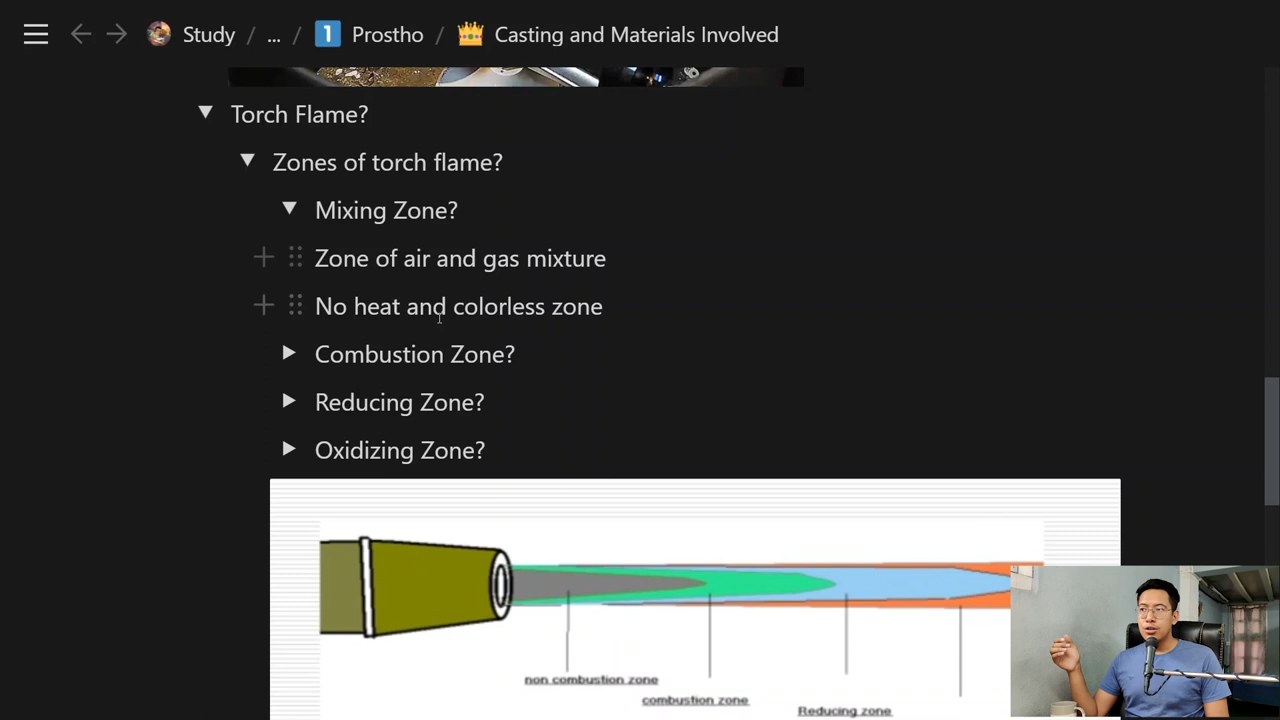 Study / ... / 1 Prostho / Casting and Materials Involved
Torch Flame?
Zones of torch flame?
Mixing Zone?
Zone of air and gas mixture
No heat and colorless zone
Combustion Zone?
Reducing Zone?
Oxidizing Zone?
non combustion zone
combustion zone
Reducing zone